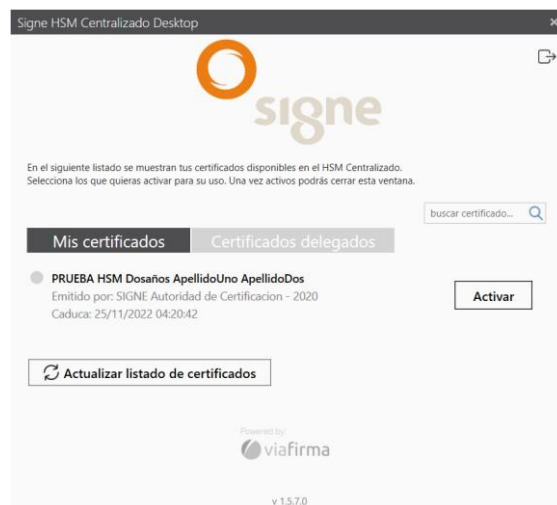 Signe HSM Centralizado Desktop
signe
En el siguiente listado se muestran tus certificados disponibles en el HSM Centralizado.
Selecciona los que quieras activar para su uso. Una vez activos podrás cerrar esta ventana.
buscar certificado...
Mis certificados
Certificados delegados
PRUEBA HSM Dosaños ApellidoUno ApellidoDos
Emitido por: SIGNE Autoridad de Certificacion - 2020
Caduca: 25/11/2022 04:20:42
Activar
Actualizar listado de certificados
Powered by:
viafirma
v 1.5.7.0